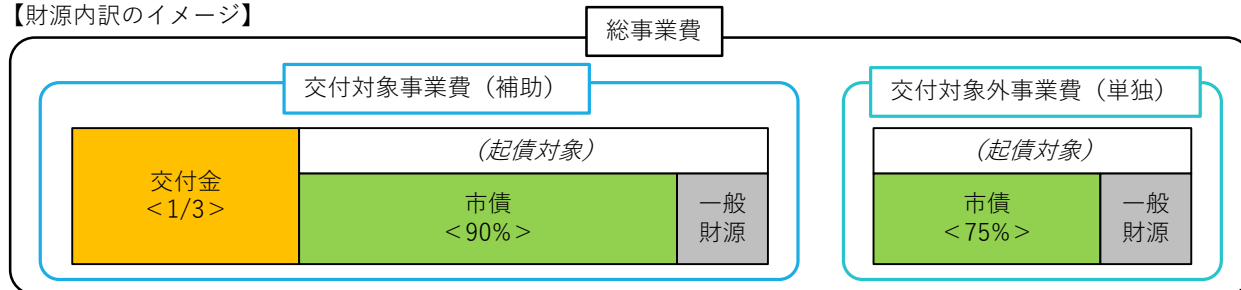 【財源内訳のイメージ】
総事業費
交付対象事業費（補助）
交付金
＜1/3＞
(起債対象)
市債
＜90%＞
一般
財源
交付対象外事業費（単独）
(起債対象)
市債
＜75%＞
一般
財源